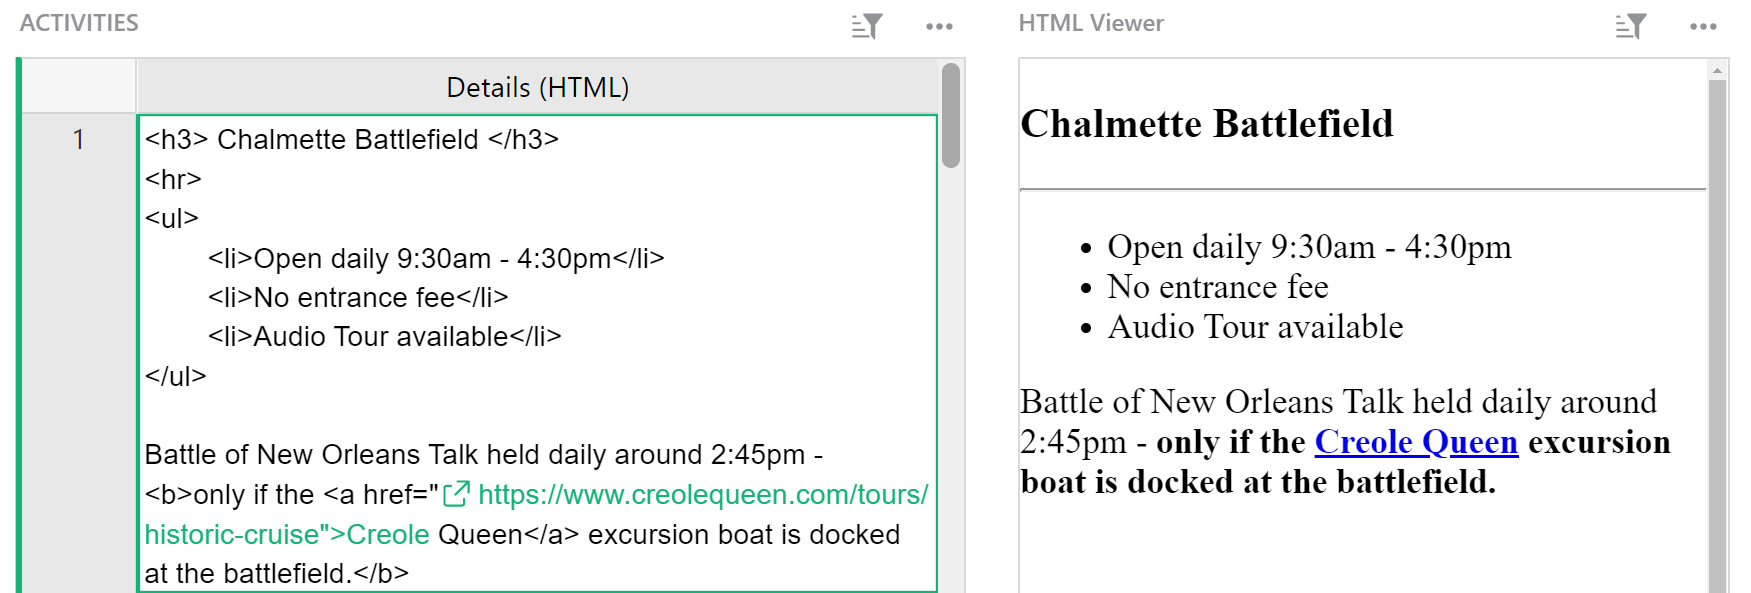 ACTIVITIES
Details (HTML)
1
<h3> Chalmette Battlefield </h3>
<hr>
<ul>
<li>Open daily 9:30am - 4:30pm</li>
<li>No entrance fee</li>
<li>Audio Tour available</li>
</ul>
Battle of New Orleans Talk held daily around 2:45pm -
<b>only if the <a href="https://www.creolequeen.com/tours/
historic-cruise">Creole Queen</a> excursion boat is docked
at the battlefield.</b>
HTML Viewer
Chalmette Battlefield
• Open daily 9:30am - 4:30pm
• No entrance fee
• Audio Tour available
Battle of New Orleans Talk held daily around
2:45pm - only if the Creole Queen excursion
boat is docked at the battlefield.